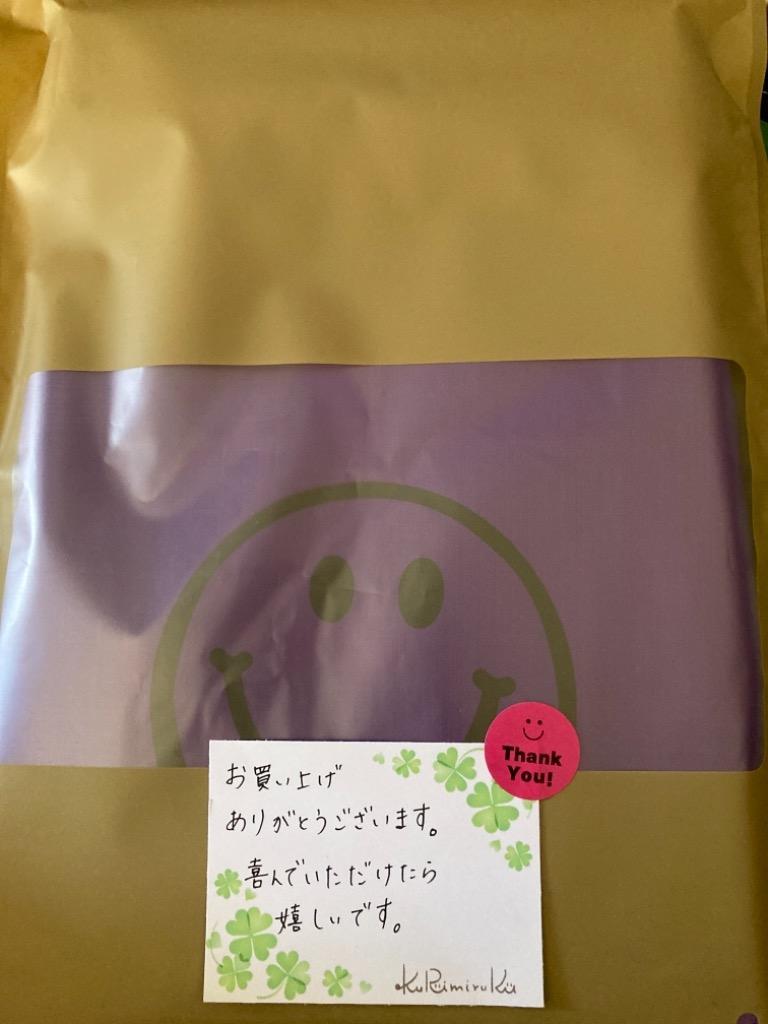 Thank
You!
お買い上げ
ありがとうございます。
喜んでいただけたら
嬉しいです。
KuRimiruKu